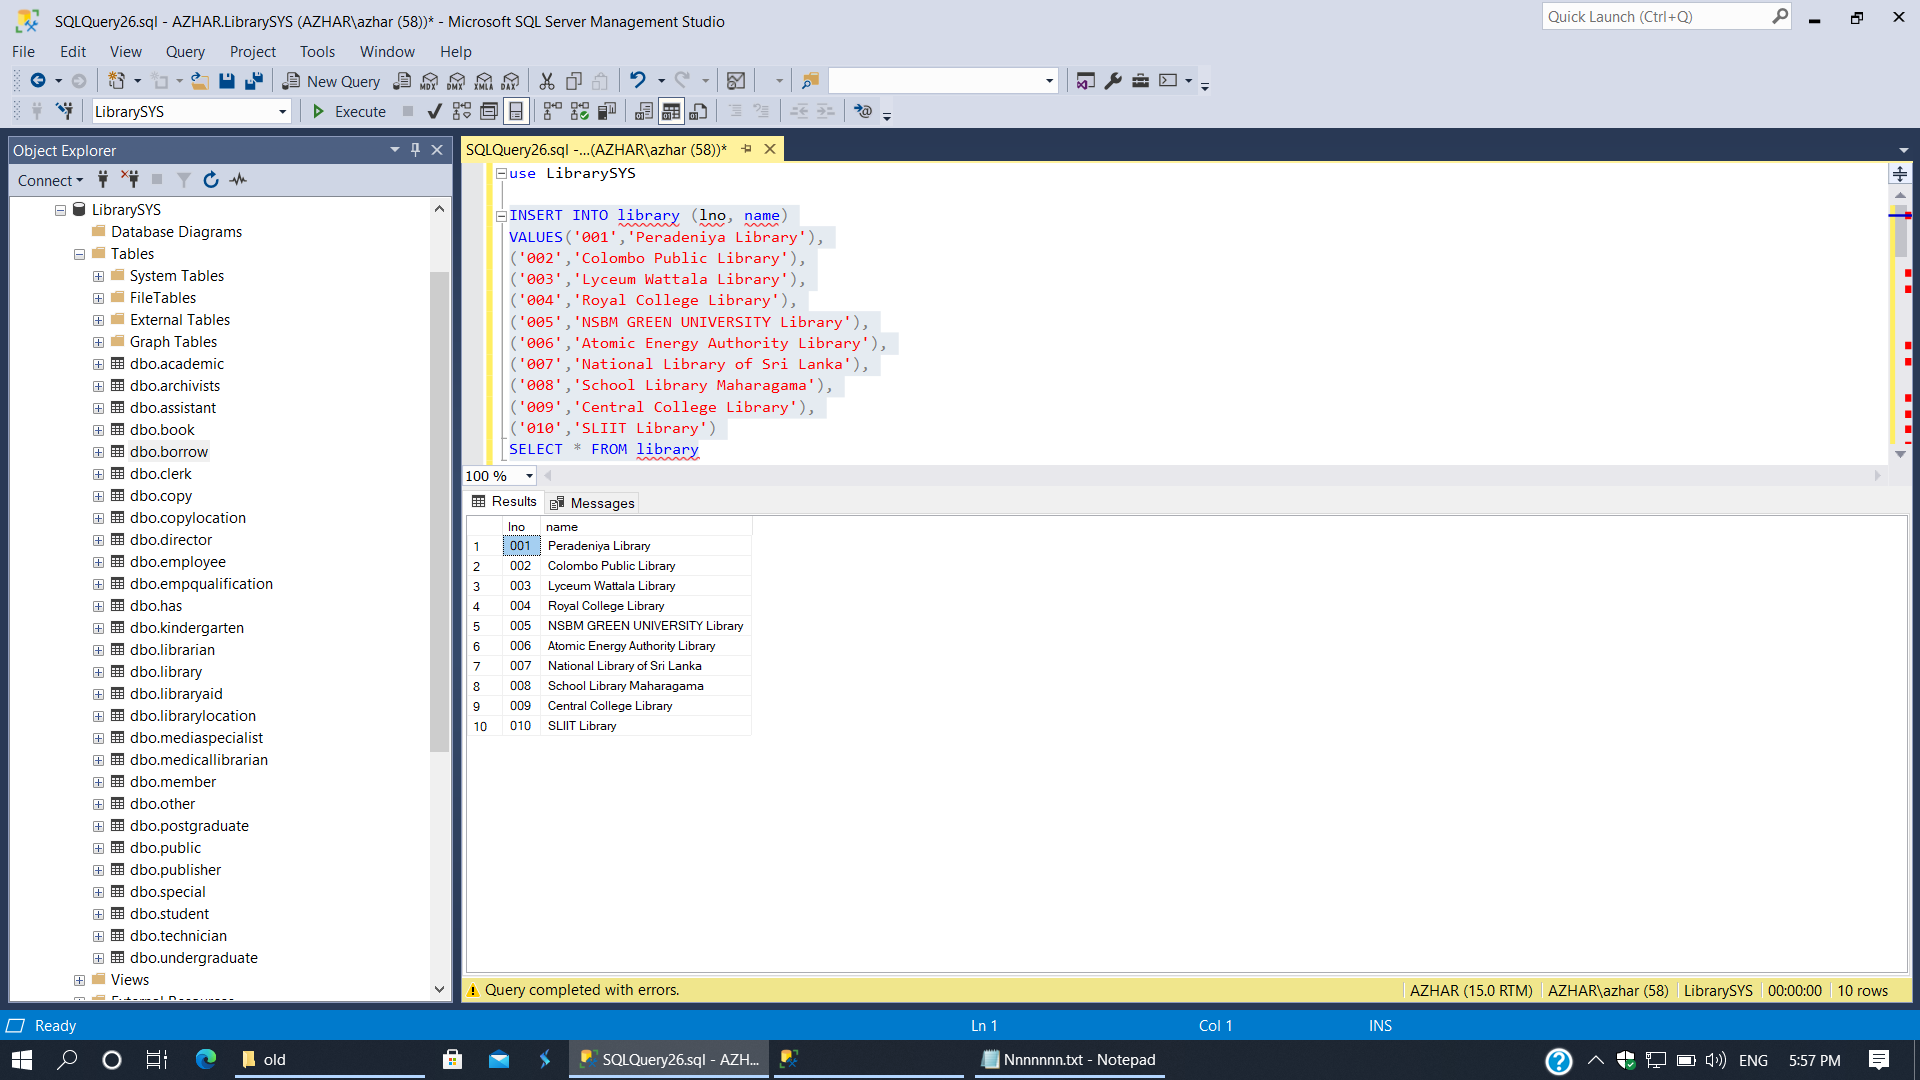 SQLQuery26.sql - AZHAR.LibrarySYS (AZHAR\azhar (58))* - Microsoft SQL Server Management Studio
Quick Launch (Ctrl+Q)
File Edit View Query Project Tools Window Help
New Query MDX DMX XMLA DAX
LibrarySYS Execute
Object Explorer
Connect
LibrarySYS
Database Diagrams
Tables
System Tables
FileTables
External Tables
Graph Tables
dbo.academic
dbo.archivists
dbo.assistant
dbo.book
dbo.borrow
dbo.clerk
dbo.copy
dbo.copylocation
dbo.director
dbo.employee
dbo.empqualification
dbo.has
dbo.kindergarten
dbo.librarian
dbo.library
dbo.libraryaid
dbo.librarylocation
dbo.mediaspecialist
dbo.medicallibrarian
dbo.member
dbo.other
dbo.postgraduate
dbo.public
dbo.publisher
dbo.special
dbo.student
dbo.technician
dbo.undergraduate
Views
External Resources
SQLQuery26.sql -...(AZHAR\azhar (58))*
use LibrarySYS
INSERT INTO library (lno, name)
VALUES('001','Peradeniya Library'),
('002','Colombo Public Library'),
('003','Lyceum Wattala Library'),
('004','Royal College Library'),
('005','NSBM GREEN UNIVERSITY Library'),
('006','Atomic Energy Authority Library'),
('007','National Library of Sri Lanka'),
('008','School Library Maharagama'),
('009','Central College Library'),
('010','SLIIT Library')
SELECT * FROM library
100 %
Results Messages
lno name
1 001 Peradeniya Library
2 002 Colombo Public Library
3 003 Lyceum Wattala Library
4 004 Royal College Library
5 005 NSBM GREEN UNIVERSITY Library
6 006 Atomic Energy Authority Library
7 007 National Library of Sri Lanka
8 008 School Library Maharagama
9 009 Central College Library
10 010 SLIIT Library
Query completed with errors. AZHAR (15.0 RTM) AZHAR\azhar (58) LibrarySYS 00:00:00 10 rows
Ready Ln 1 Col 1 INS
old SQLQuery26.sql - AZH... Nnnnnnn.txt - Notepad ENG 5:57 PM